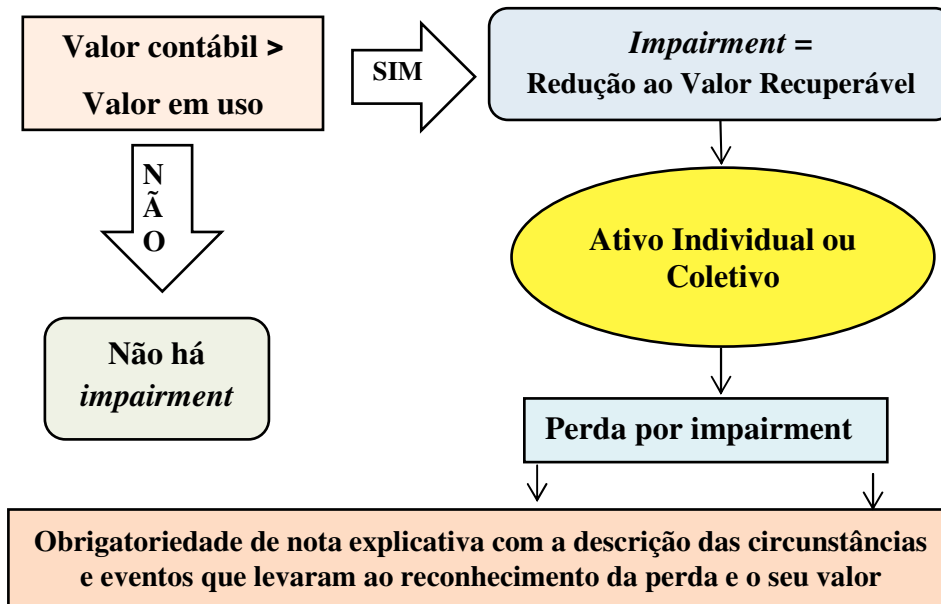 Valor contábil >
Valor em uso
SIM
Impairment =
Redução ao Valor Recuperável
N
Ã
O
Ativo Individual ou
Coletivo
Não há
impairment
Perda por impairment
Obrigatoriedade de nota explicativa com a descrição das circunstâncias
e eventos que levaram ao reconhecimento da perda e o seu valor